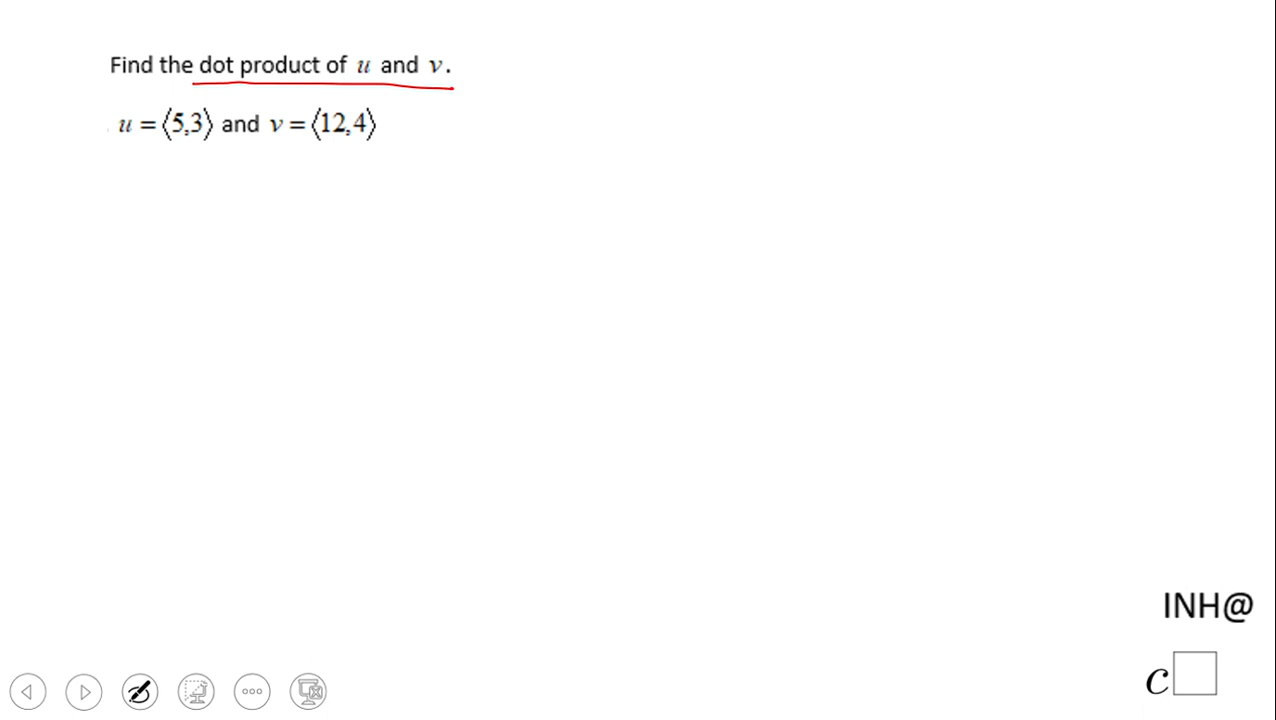 Find the dot product of u and v.
u = ⟨5,3⟩ and v = ⟨12,4⟩
INH@
c